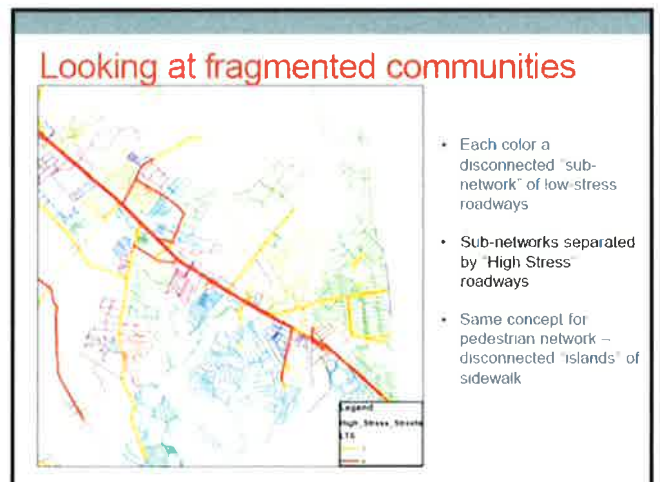 Looking at fragmented communities
• Each color a
disconnected "sub-
network" of low-stress
roadways
• Sub-networks separated
by "High Stress"
roadways
• Same concept for
pedestrian network –
disconnected "islands" of
sidewalk
Legend
High_Stress_Streets
LTS